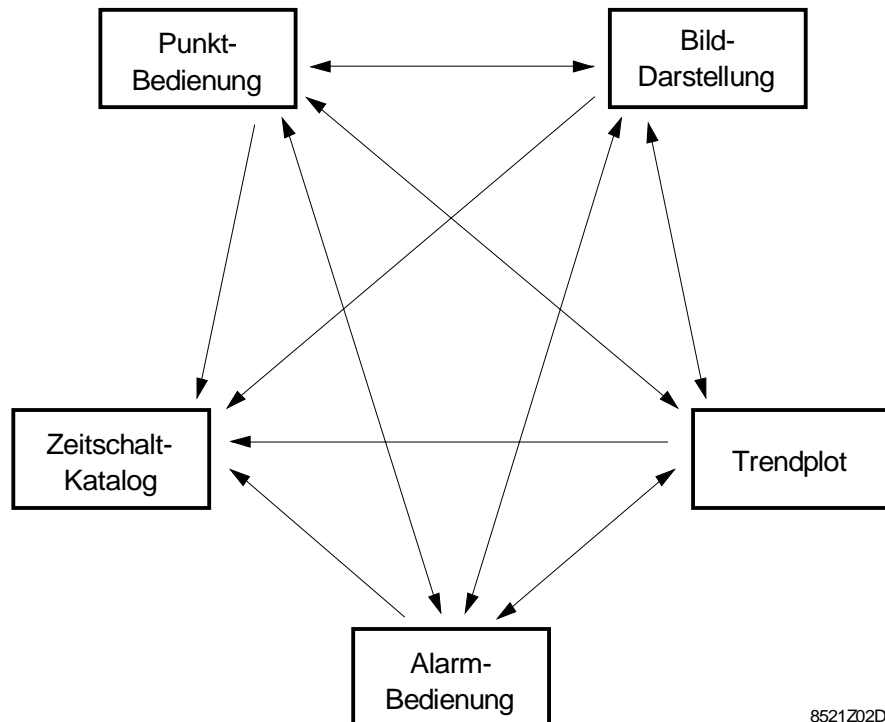 Punkt-
Bedienung
Bild-
Darstellung
Zeitschalt-
Katalog
Trendplot
Alarm-
Bedienung
8521Z02D